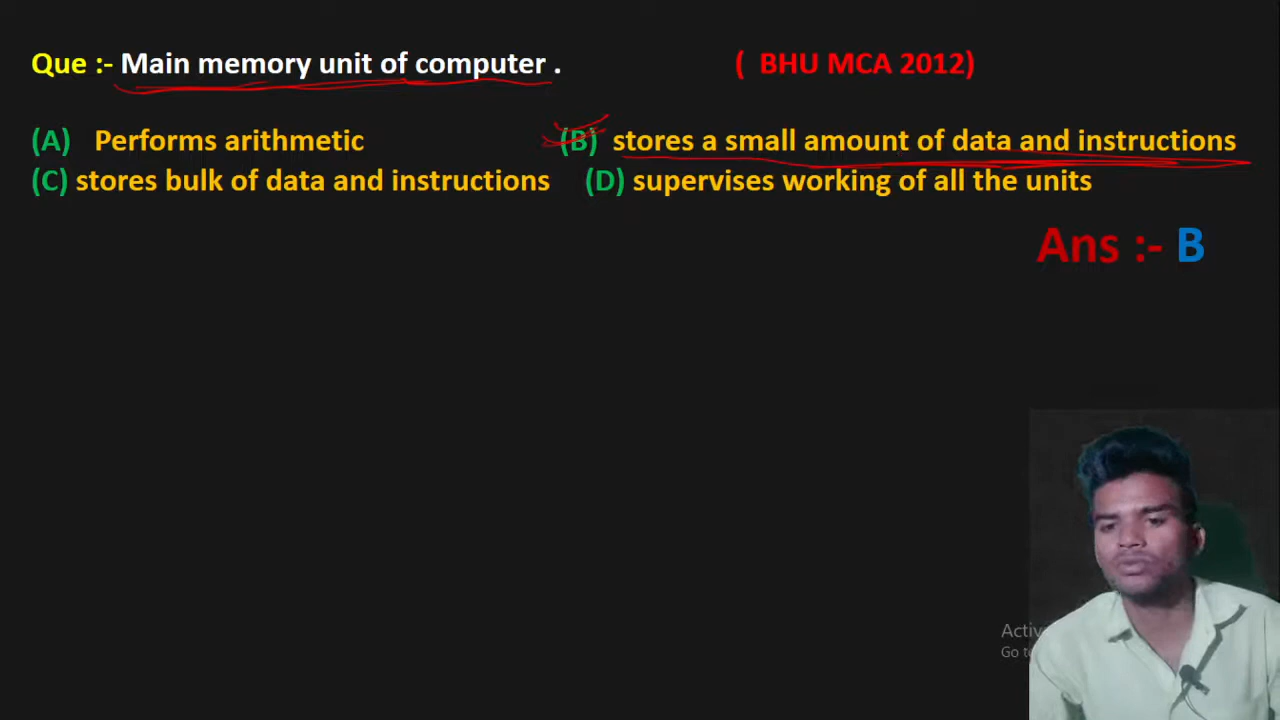 Que :- Main memory unit of computer . ( BHU MCA 2012)
(A) Performs arithmetic (B) stores a small amount of data and instructions
(C) stores bulk of data and instructions (D) supervises working of all the units
Ans :- B